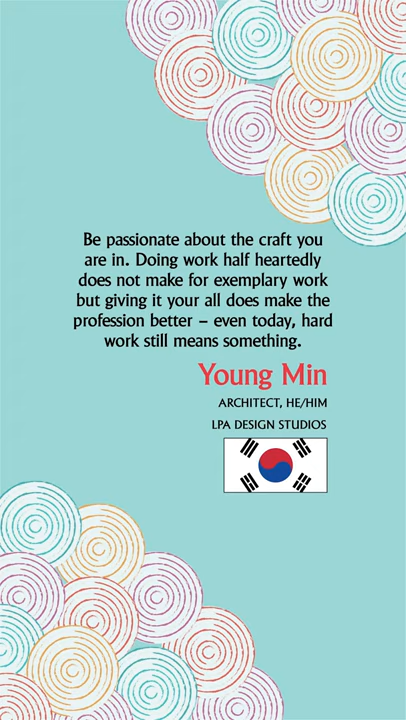 Be passionate about the craft you
are in. Doing work half heartedly
does not make for exemplary work
but giving it your all does make the
profession better – even today, hard
work still means something.
Young Min
ARCHITECT, HE/HIM
LPA DESIGN STUDIOS